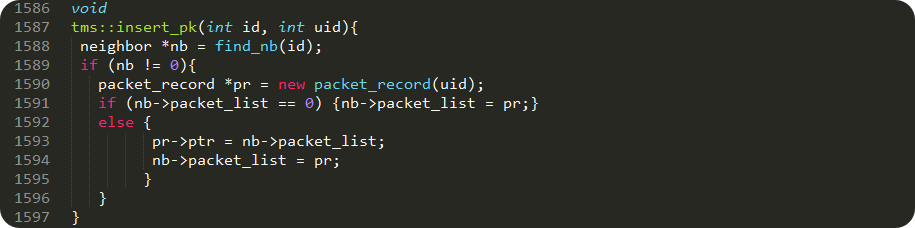 1586 void
1587 tms::insert_pk(int id, int uid){
1588 neighbor *nb = find_nb(id);
1589 if (nb != 0){
1590 packet_record *pr = new packet_record(uid);
1591 if (nb->packet_list == 0) {nb->packet_list = pr;}
1592 else {
1593 pr->ptr = nb->packet_list;
1594 nb->packet_list = pr;
1595 }
1596 }
1597 }